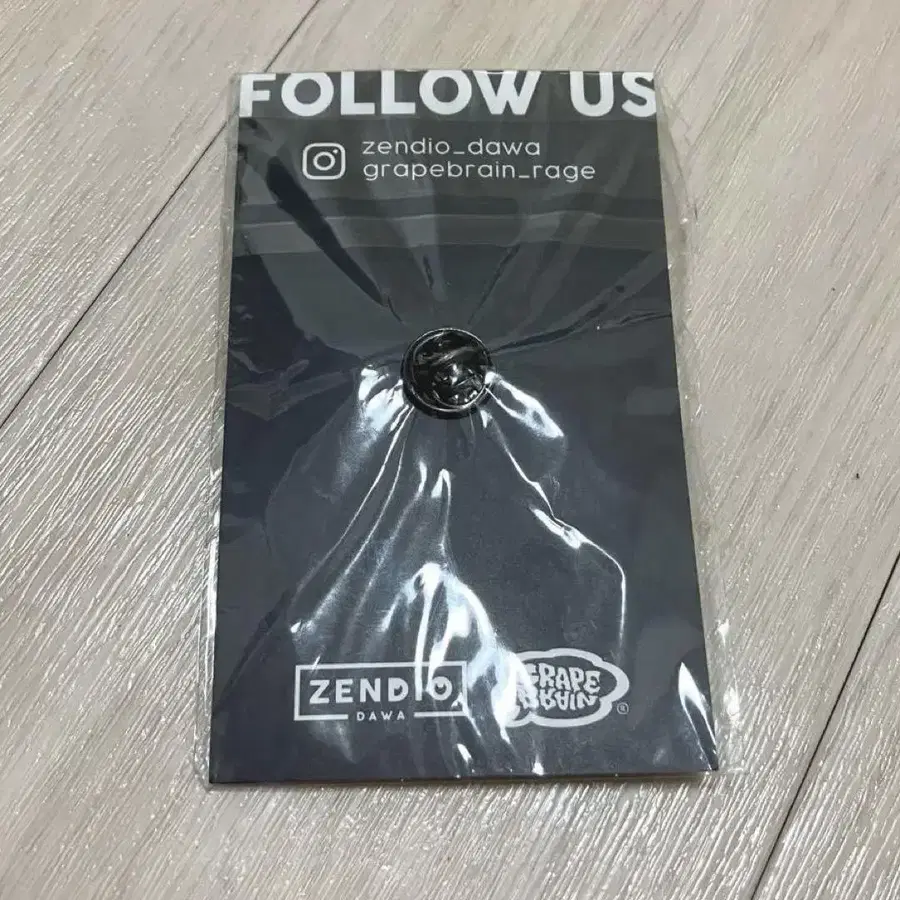 FOLLOW US
zendio_dawa
grapebrain_rage
ZENDIO
DAWA
GRAPE
BRAIN
®